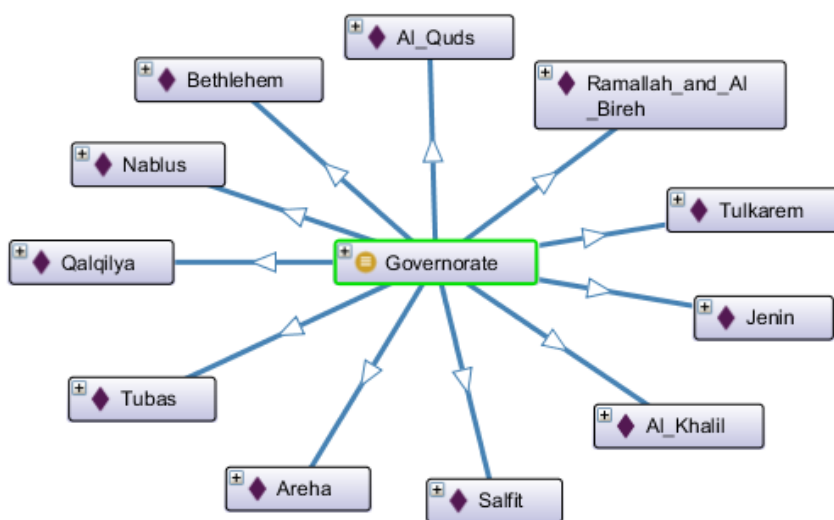 Al_Quds
Bethlehem
Ramallah_and_Al
_Bireh
Nablus
Tulkarem
Qalqilya
Governorate
Jenin
Tubas
Al_Khalil
Areha
Salfit